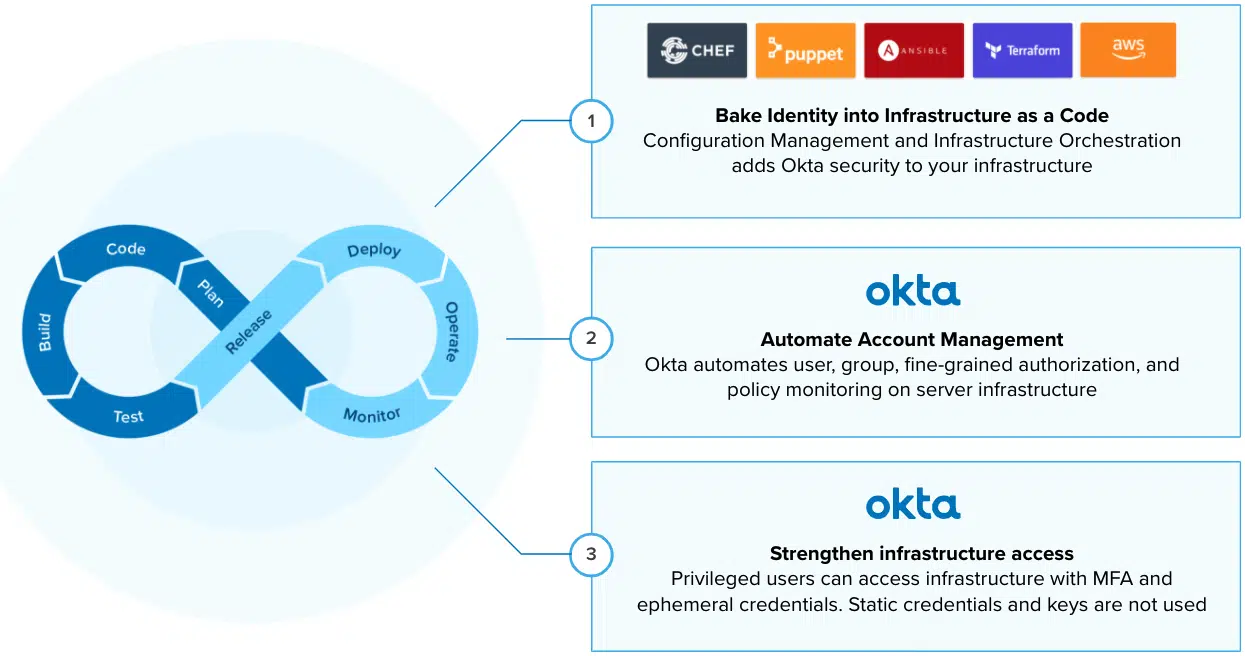 CHEF
puppet
ANSIBLE
Terraform
aws
1
Bake Identity into Infrastructure as a Code
Configuration Management and Infrastructure Orchestration
adds Okta security to your infrastructure
Code
Plan
Build
Test
Release
Deploy
Operate
Monitor
okta
2
Automate Account Management
Okta automates user, group, fine-grained authorization, and
policy monitoring on server infrastructure
okta
3
Strengthen infrastructure access
Privileged users can access infrastructure with MFA and
ephemeral credentials. Static credentials and keys are not used